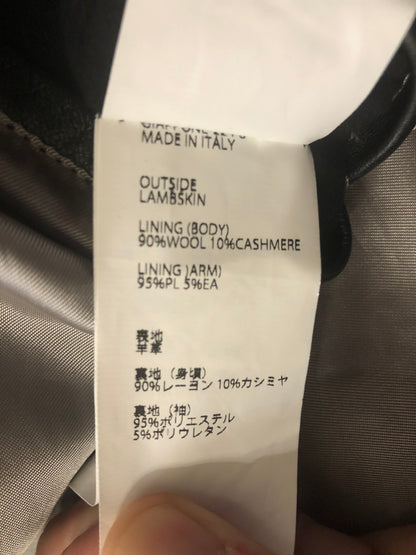 MADE IN ITALY
OUTSIDE
LAMBSKIN
LINING (BODY)
90%WOOL 10%CASHMERE
LINING )ARM)
95%PL 5%EA
表地
羊革
裏地（身頃）
90%レーヨン 10%カシミヤ
裏地（袖）
95%ポリエステル
5%ポリウレタン